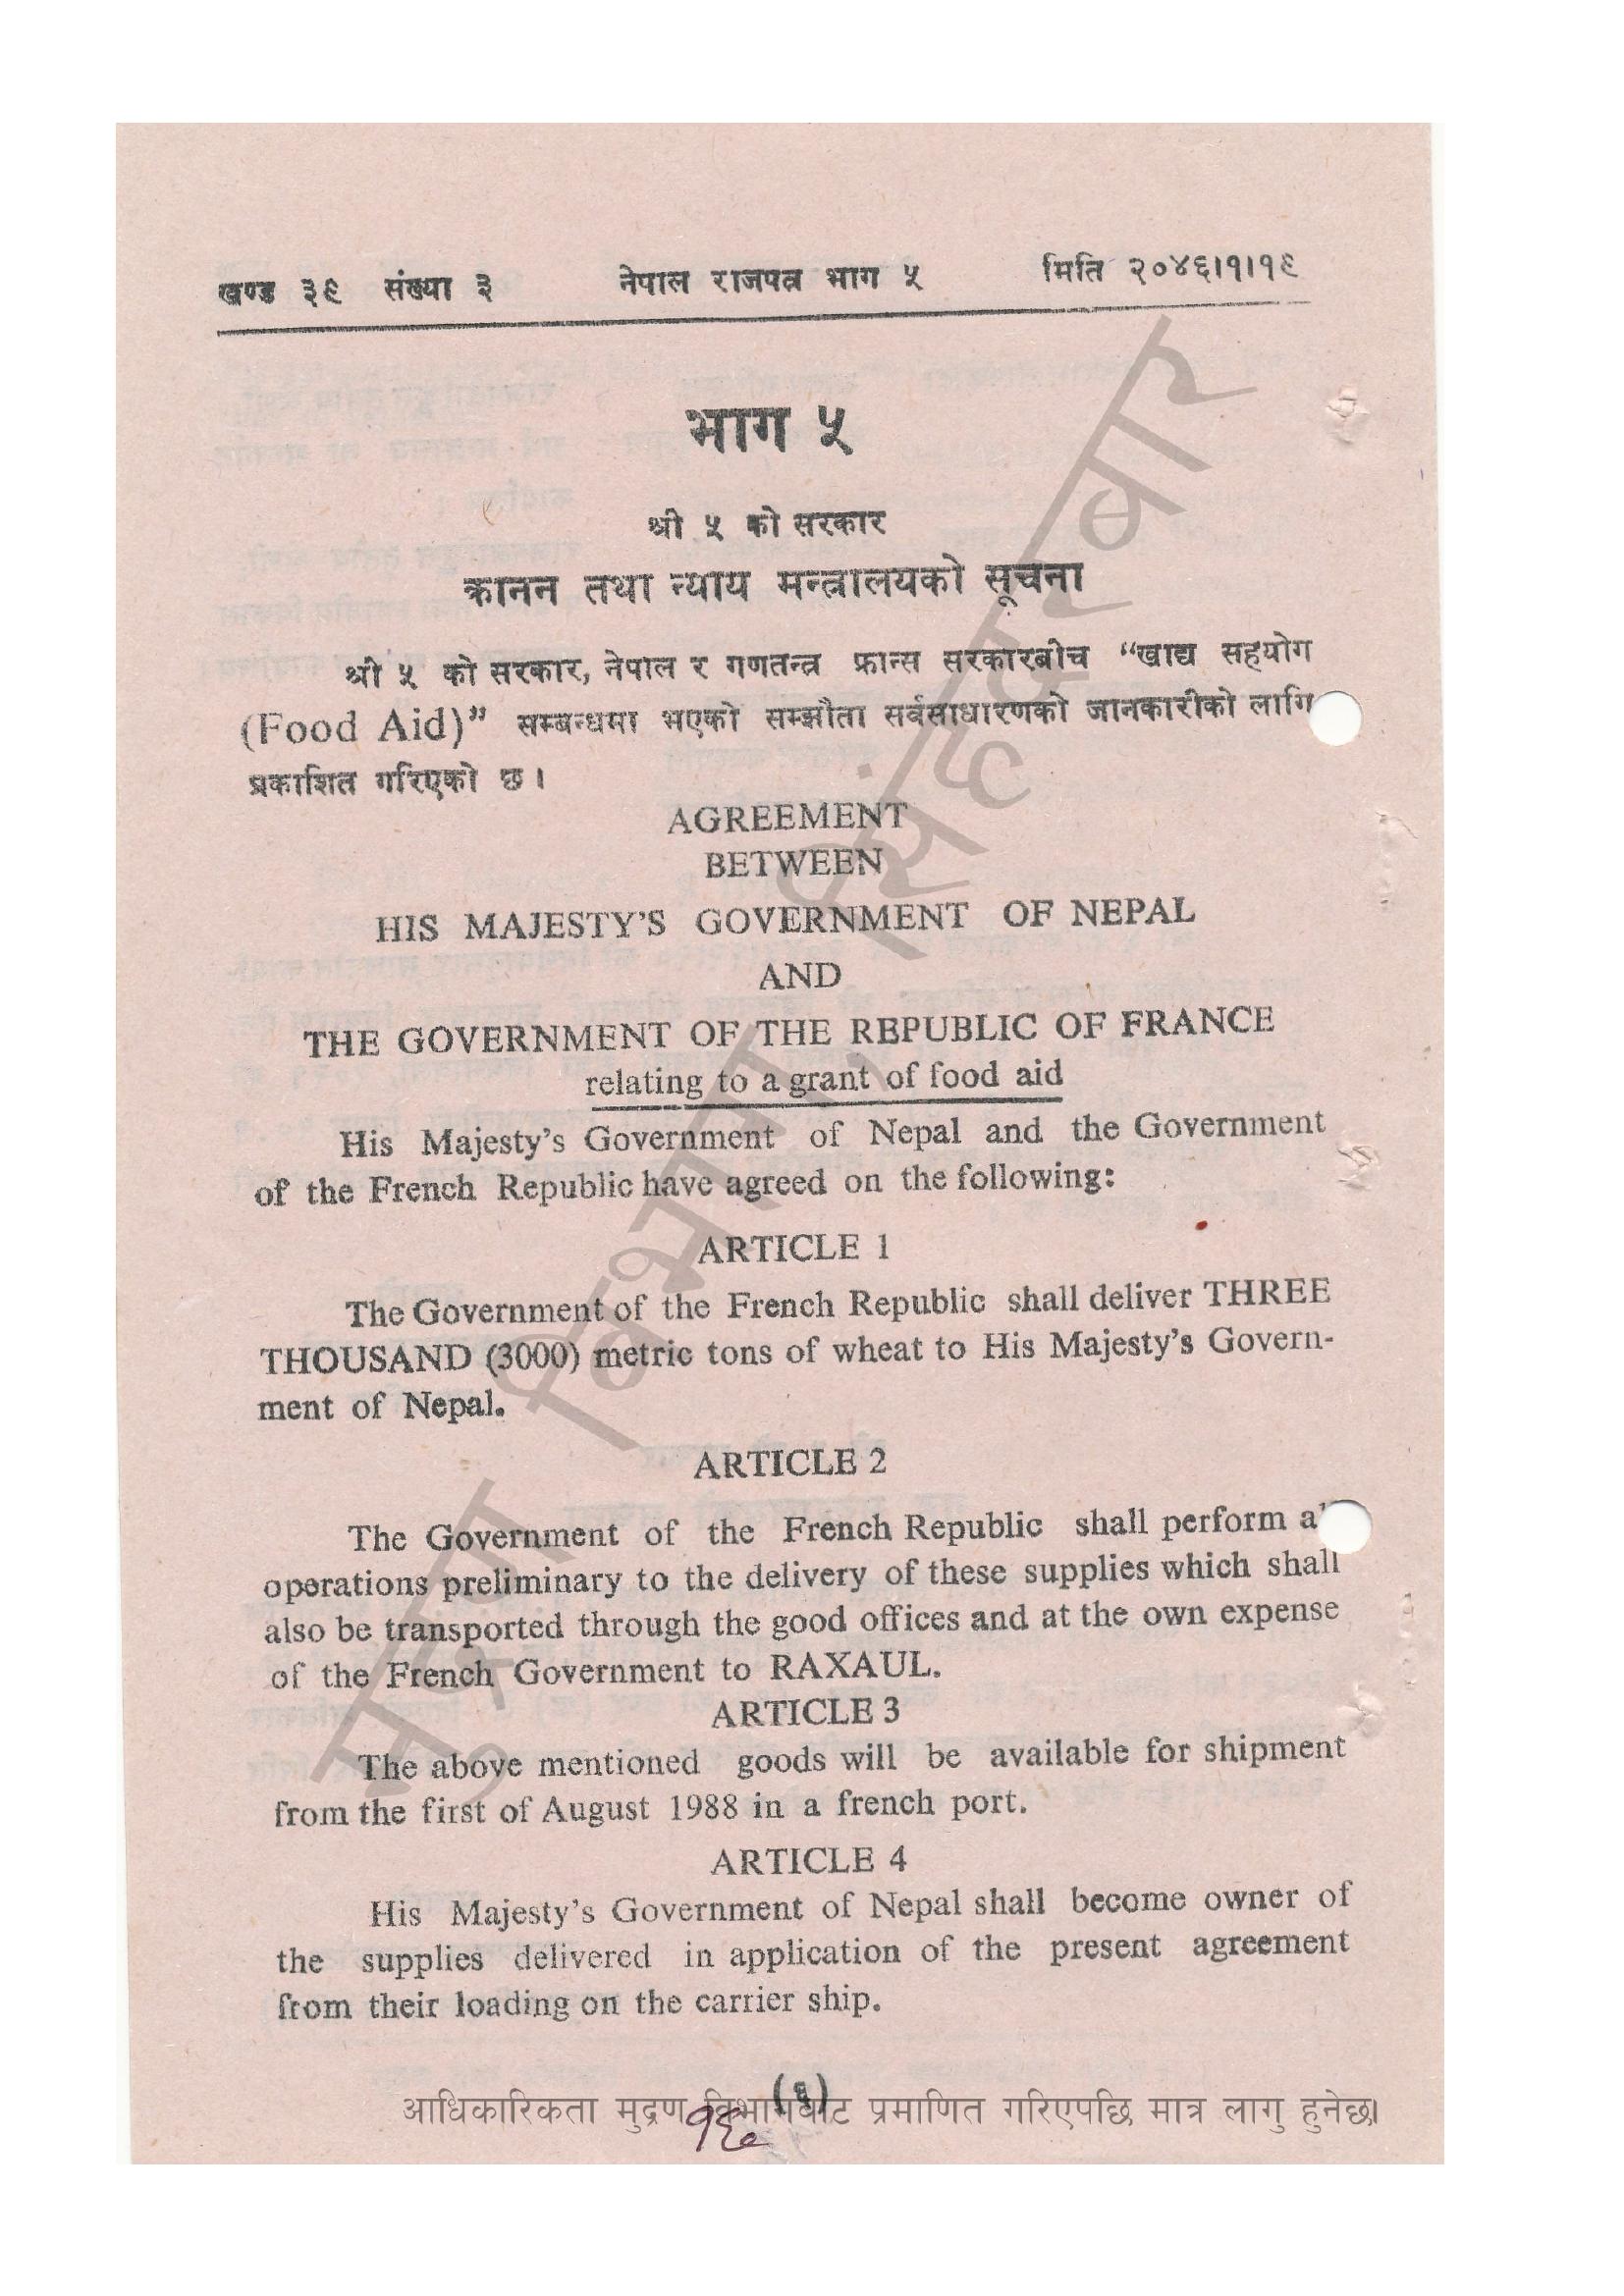 खण्ड ३९ संख्या ३ नेपाल राजपत्र भाग ५ मिति २०४६।१।१९
भाग ५
श्री ५ को सरकार
कानून तथा न्याय मन्त्रालयको सूचना
श्री ५ को सरकार, नेपाल र गणतन्त्र फ्रान्स सरकारबीच “खाद्य सहयोग
(Food Aid)” सम्बन्धमा भएको सम्झौता सर्वसाधारणको जानकारीको लागि
प्रकाशित गरिएको छ।
AGREEMENT
BETWEEN
HIS MAJESTY’S GOVERNMENT OF NEPAL
AND
THE GOVERNMENT OF THE REPUBLIC OF FRANCE
relating to a grant of food aid
His Majesty’s Government of Nepal and the Government
of the French Republic have agreed on the following:
ARTICLE 1
The Government of the French Republic shall deliver THREE
THOUSAND (3000) metric tons of wheat to His Majesty’s Govern-
ment of Nepal.
ARTICLE 2
The Government of the French Republic shall perform
operations preliminary to the delivery of these supplies which shall
also be transported through the good offices and at the own expense
of the French Government to RAXAUL.
ARTICLE 3
The above mentioned goods will be available for shipment
from the first of August 1988 in a french port.
ARTICLE 4
His Majesty’s Government of Nepal shall become owner of
the supplies delivered in application of the present agreement
from their loading on the carrier ship.
(६)
आधिकारिकता मुद्रण विभागबाट प्रमाणित गरिएपछि मात्र लागु हुनेछ।
१६०
मुद्रण विभाग, सिंहदरबार